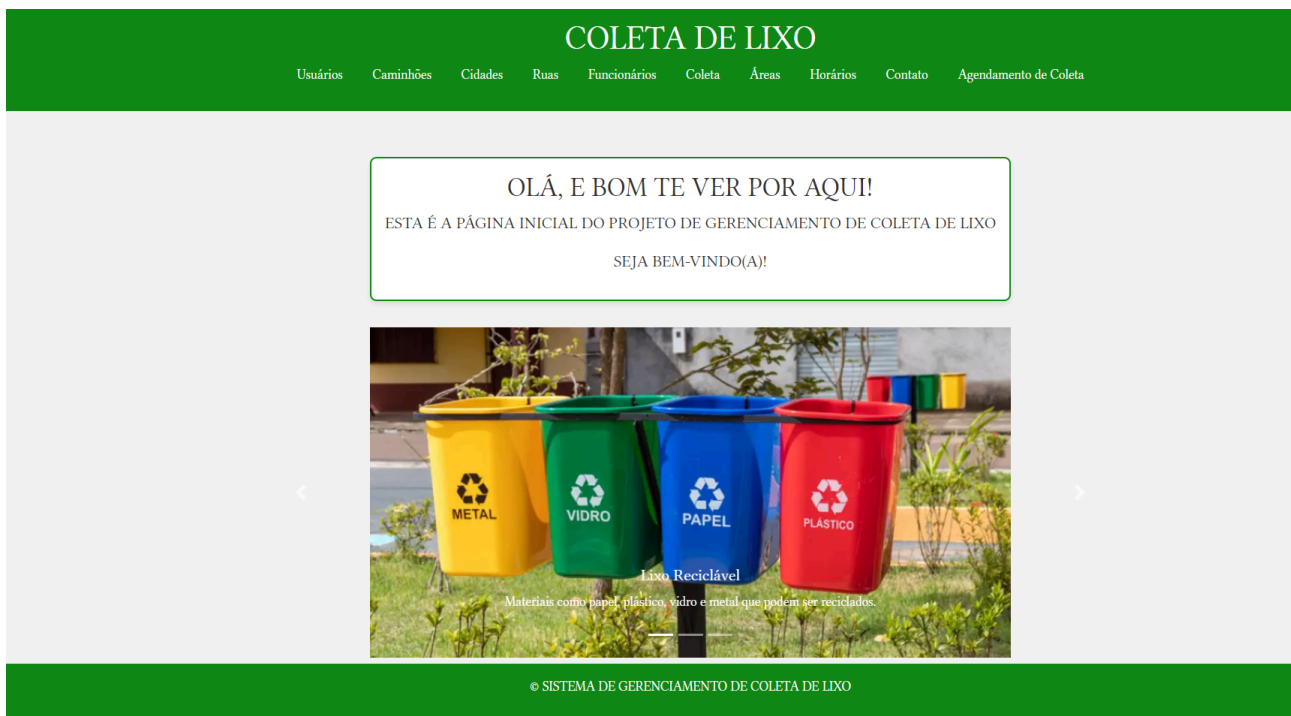 COLETA DE LIXO
Usuários Caminhões Cidades Ruas Funcionários Coleta Áreas Horários Contato Agendamento de Coleta
OLÁ, E BOM TE VER POR AQUI!
ESTA É A PÁGINA INICIAL DO PROJETO DE GERENCIAMENTO DE COLETA DE LIXO
SEJA BEM-VINDO(A)!
METAL VIDRO PAPEL PLÁSTICO
Lixo Reciclável
Materiais como papel, plástico, vidro e metal que podem ser reciclados.
© SISTEMA DE GERENCIAMENTO DE COLETA DE LIXO